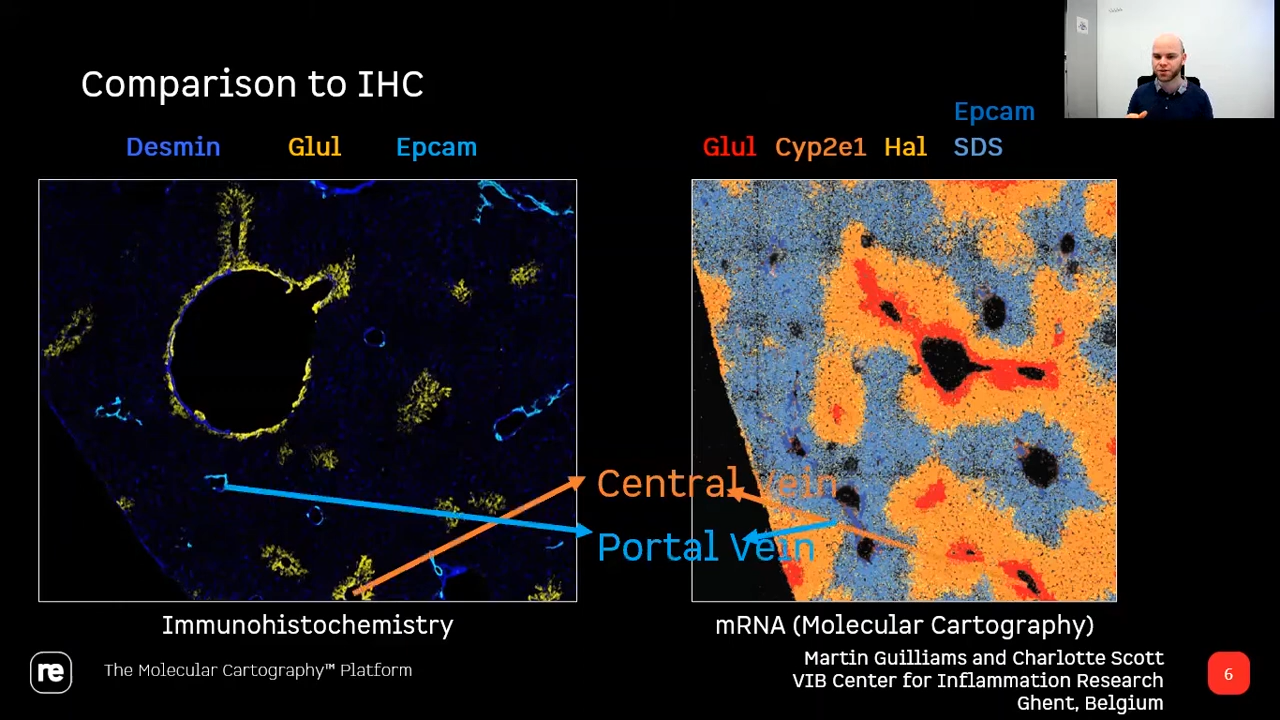 Comparison to IHC
Desmin Glul Epcam
Epcam
Glul Cyp2e1 Hal SDS
Central Vein
Portal Vein
Immunohistochemistry
mRNA (Molecular Cartography)
re
The Molecular Cartography™ Platform
Martin Guilliams and Charlotte Scott
VIB Center for Inflammation Research
Ghent, Belgium
6